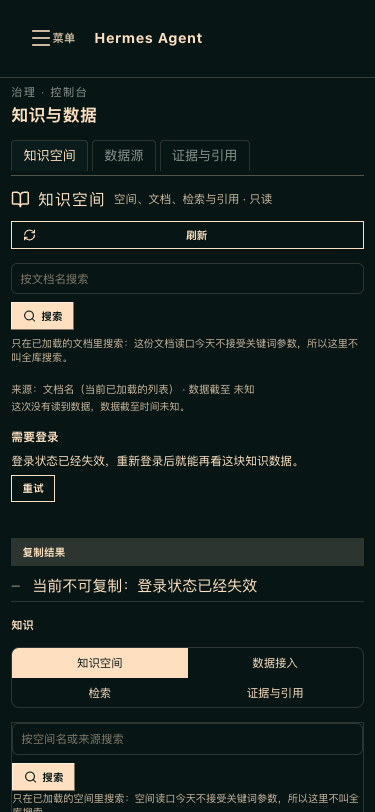 菜单
Hermes Agent
治理 · 控制台
知识与数据
知识空间
数据源
证据与引用
知识空间 空间、文档、检索与引用 · 只读
刷新
按文档名搜索
搜索
只在已加载的文档里搜索：这份文档读口今天不接受关键词参数，所以这里不
叫全库搜索。
来源：文档名（当前已加载的列表） · 数据截至 未知
这次没有读到数据，数据截至时间未知。
需要登录
登录状态已经失效，重新登录后就能再看这块知识数据。
重试
复制结果
— 当前不可复制：登录状态已经失效
知识
知识空间
数据接入
检索
证据与引用
按空间名或来源搜索
搜索
只在已加载的空间里搜索：空间读口今天不接受关键词参数，所以这里不叫全
库搜索。